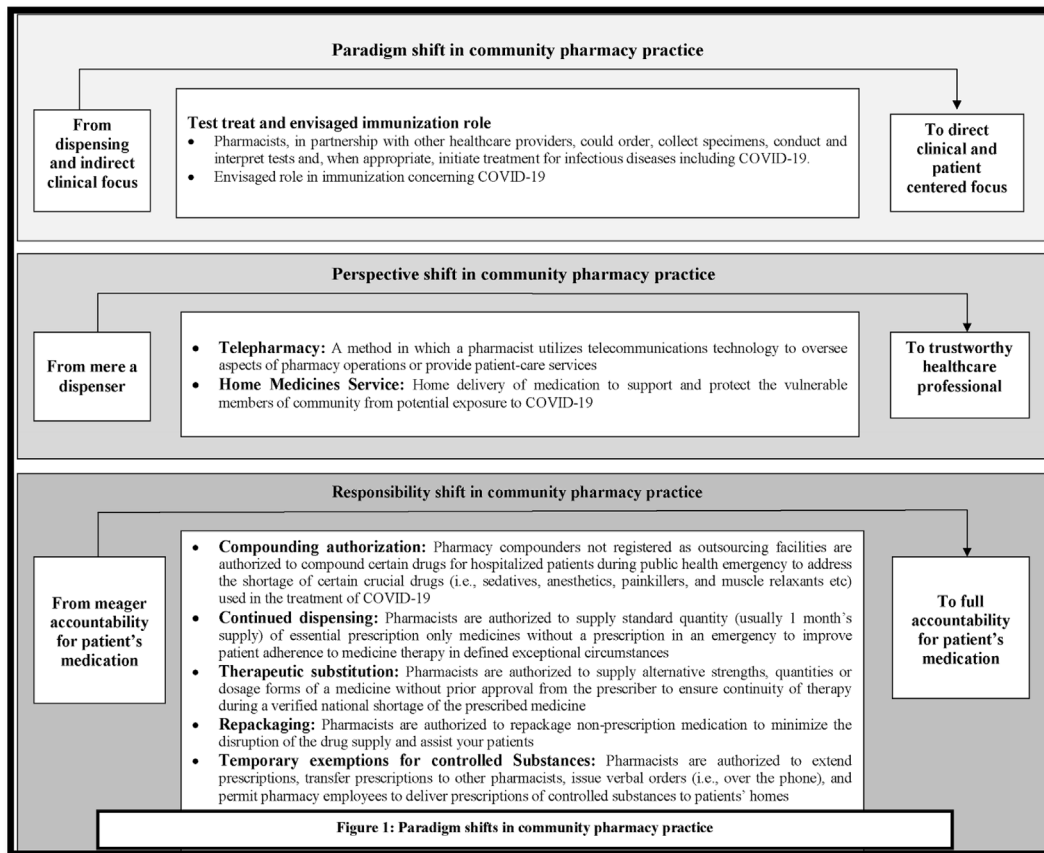 Paradigm shift in community pharmacy practice
From
dispensing
and indirect
clinical focus
Test treat and envisaged immunization role
• Pharmacists, in partnership with other healthcare providers, could order, collect specimens, conduct and
interpret tests and, when appropriate, initiate treatment for infectious diseases including COVID-19.
• Envisaged role in immunization concerning COVID-19
To direct
clinical and
patient
centered focus
Perspective shift in community pharmacy practice
From mere a
dispenser
• Telepharmacy: A method in which a pharmacist utilizes telecommunications technology to oversee
aspects of pharmacy operations or provide patient-care services
• Home Medicines Service: Home delivery of medication to support and protect the vulnerable
members of community from potential exposure to COVID-19
To trustworthy
healthcare
professional
Responsibility shift in community pharmacy practice
From meager
accountability
for patient's
medication
• Compounding authorization: Pharmacy compounders not registered as outsourcing facilities are
authorized to compound certain drugs for hospitalized patients during public health emergency to address
the shortage of certain crucial drugs (i.e., sedatives, anesthetics, painkillers, and muscle relaxants etc)
used in the treatment of COVID-19
• Continued dispensing: Pharmacists are authorized to supply standard quantity (usually 1 month's
supply) of essential prescription only medicines without a prescription in an emergency to improve
patient adherence to medicine therapy in defined exceptional circumstances
• Therapeutic substitution: Pharmacists are authorized to supply alternative strengths, quantities or
dosage forms of a medicine without prior approval from the prescriber to ensure continuity of therapy
during a verified national shortage of the prescribed medicine
• Repackaging: Pharmacists are authorized to repackage non-prescription medication to minimize the
disruption of the drug supply and assist your patients
• Temporary exemptions for controlled Substances: Pharmacists are authorized to extend
prescriptions, transfer prescriptions to other pharmacists, issue verbal orders (i.e., over the phone), and
permit pharmacy employees to deliver prescriptions of controlled substances to patients' homes
To full
accountability
for patient's
medication
Figure 1: Paradigm shifts in community pharmacy practice